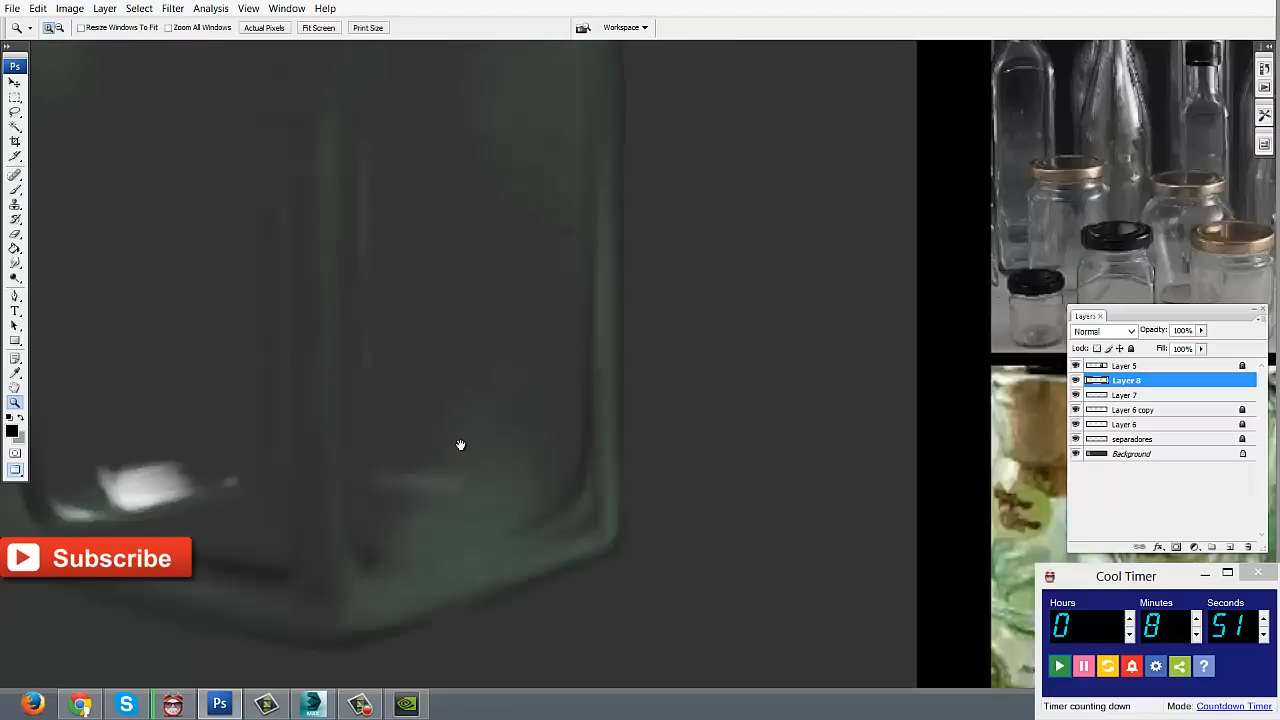 File Edit Image Layer Select Filter Analysis View Window Help
Resize Windows To Fit Zoom All Windows Actual Pixels Fit Screen Print Size Workspace
Ps
Layers
Normal Opacity: 100%
Lock: Fill: 100%
Layer 5
Layer 8
Layer 7
Layer 6 copy
Layer 6
separadores
Background
Subscribe
Cool Timer
Hours Minutes Seconds
0 8 51
Timer counting down Mode: Countdown Timer
Ps
MAX